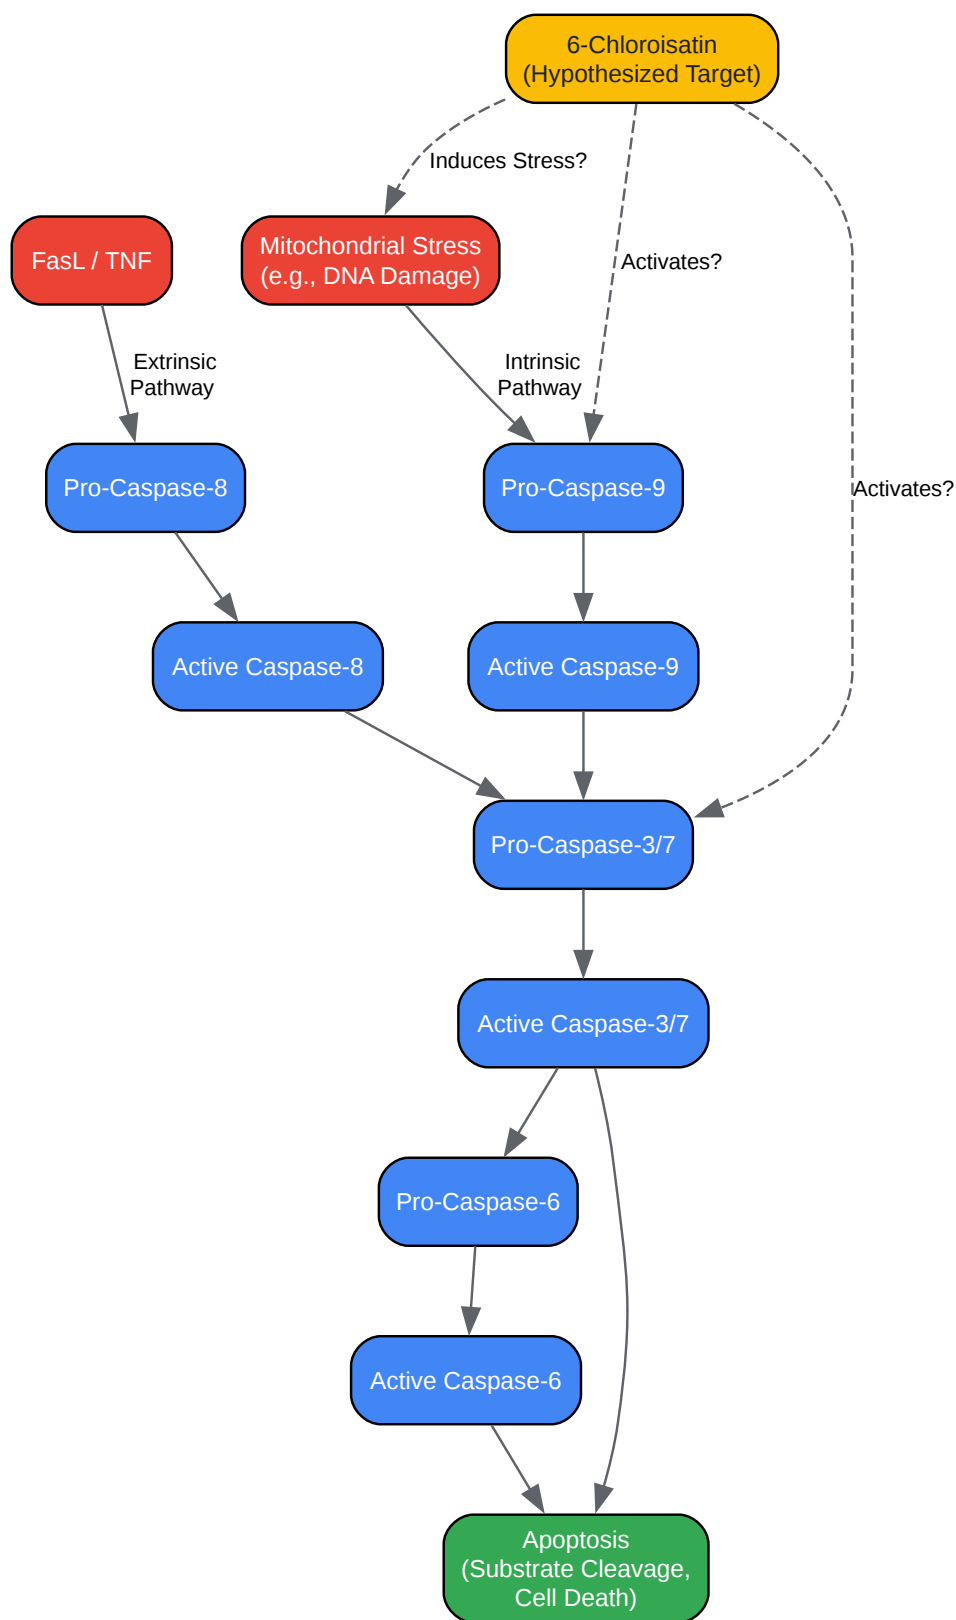 6-Chloroisatin
(Hypothesized Target)
Induces Stress?
FasL / TNF
Mitochondrial Stress
(e.g., DNA Damage)
Activates?
Extrinsic
Pathway
Intrinsic
Pathway
Pro-Caspase-8
Pro-Caspase-9
Activates?
Active Caspase-8
Active Caspase-9
Pro-Caspase-3/7
Active Caspase-3/7
Pro-Caspase-6
Active Caspase-6
Apoptosis
(Substrate Cleavage,
Cell Death)